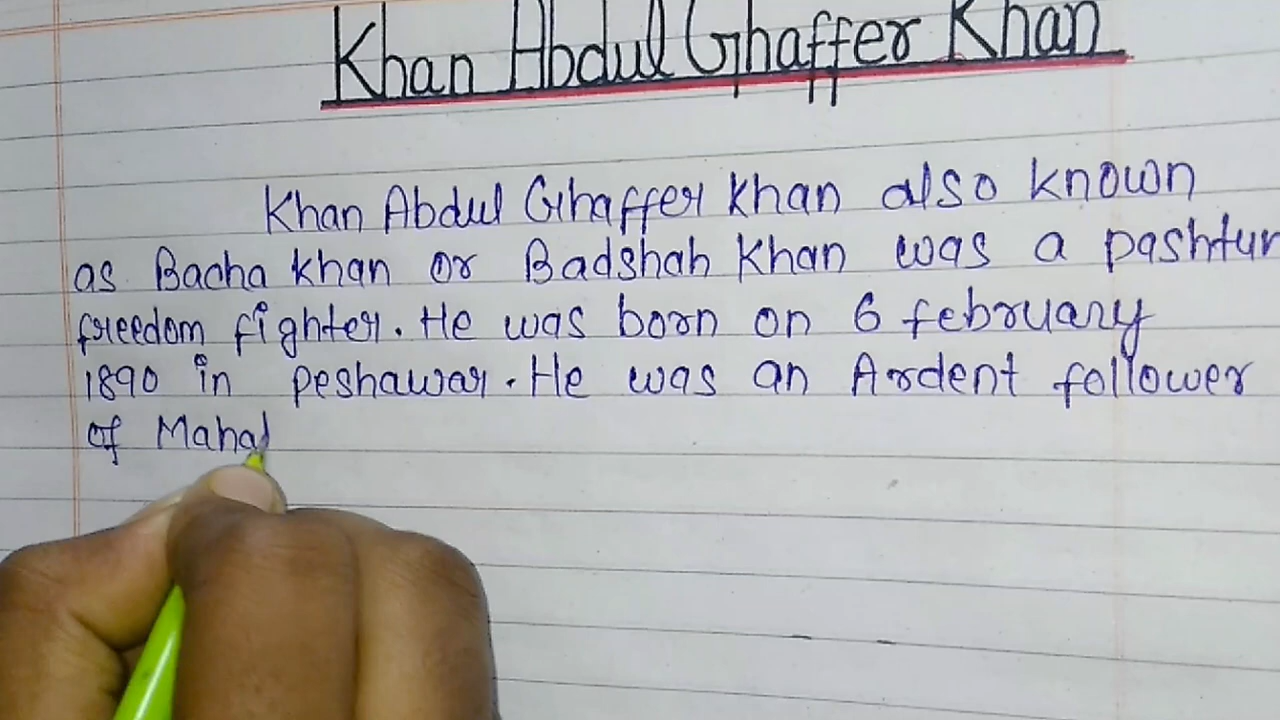 Khan Abdul Ghaffer Khan
Khan Abdul Ghaffer khan also known
as Bacha khan or Badshah Khan was a pashtun
freedom fighter. He was born on 6 february
1890 in peshawar. He was an Ardent follower
of Maha